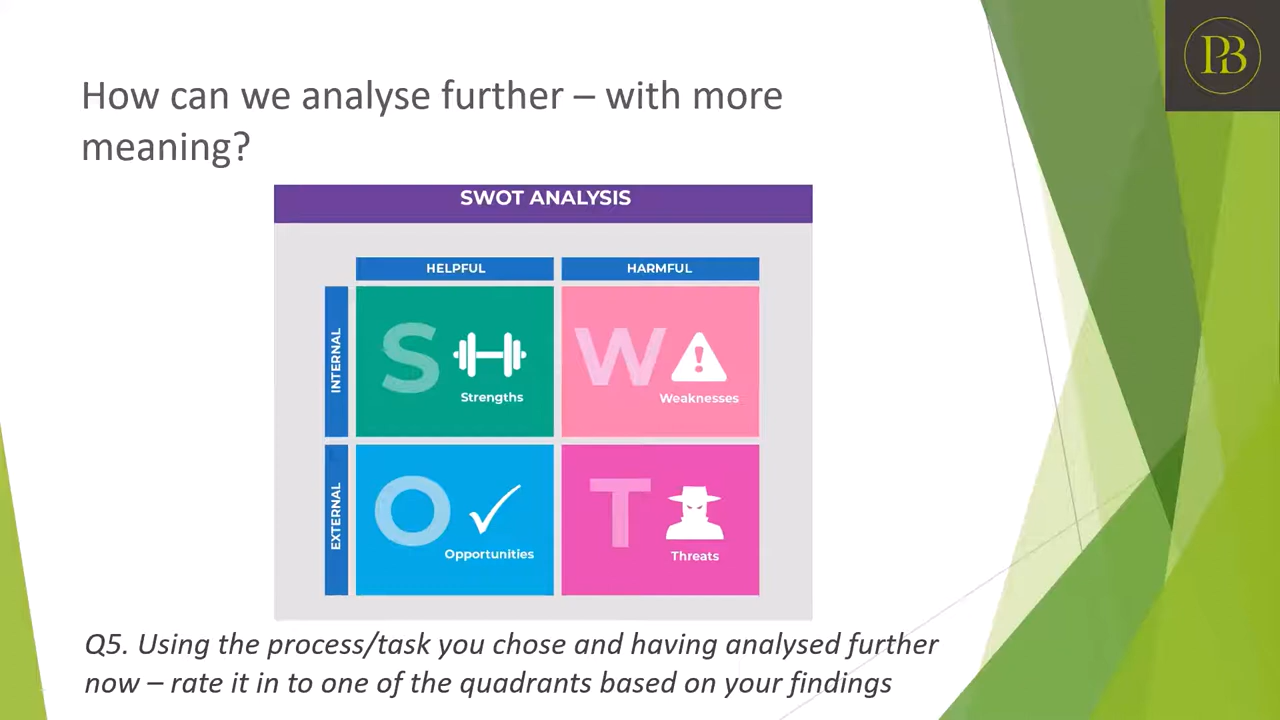 PB
How can we analyse further – with more
meaning?
SWOT ANALYSIS
HELPFUL
HARMFUL
INTERNAL
S
Strengths
W
Weaknesses
EXTERNAL
O
Opportunities
T
Threats
Q5. Using the process/task you chose and having analysed further
now – rate it in to one of the quadrants based on your findings